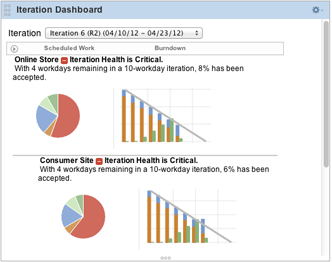 Iteration Dashboard
Iteration Iteration 6 (R2) (04/10/12 – 04/23/12)
Scheduled Work Burndown
Online Store Iteration Health is Critical.
With 4 workdays remaining in a 10-workday iteration, 8% has been
accepted.
Consumer Site Iteration Health is Critical.
With 4 workdays remaining in a 10-workday iteration, 6% has been
accepted.